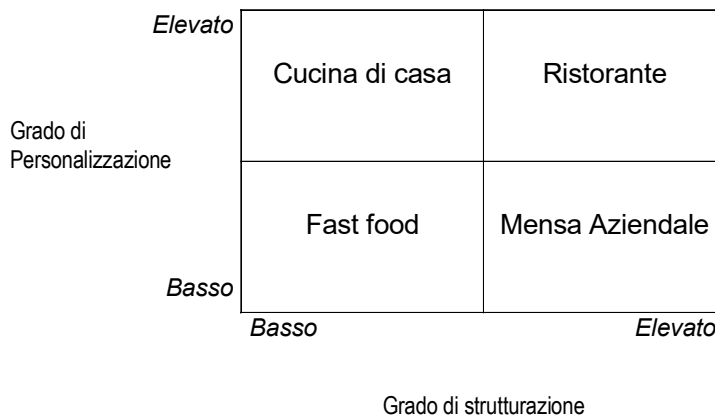 Elevato
Cucina di casa
Ristorante
Grado di
Personalizzazione
Fast food
Mensa Aziendale
Basso
Basso
Elevato
Grado di strutturazione